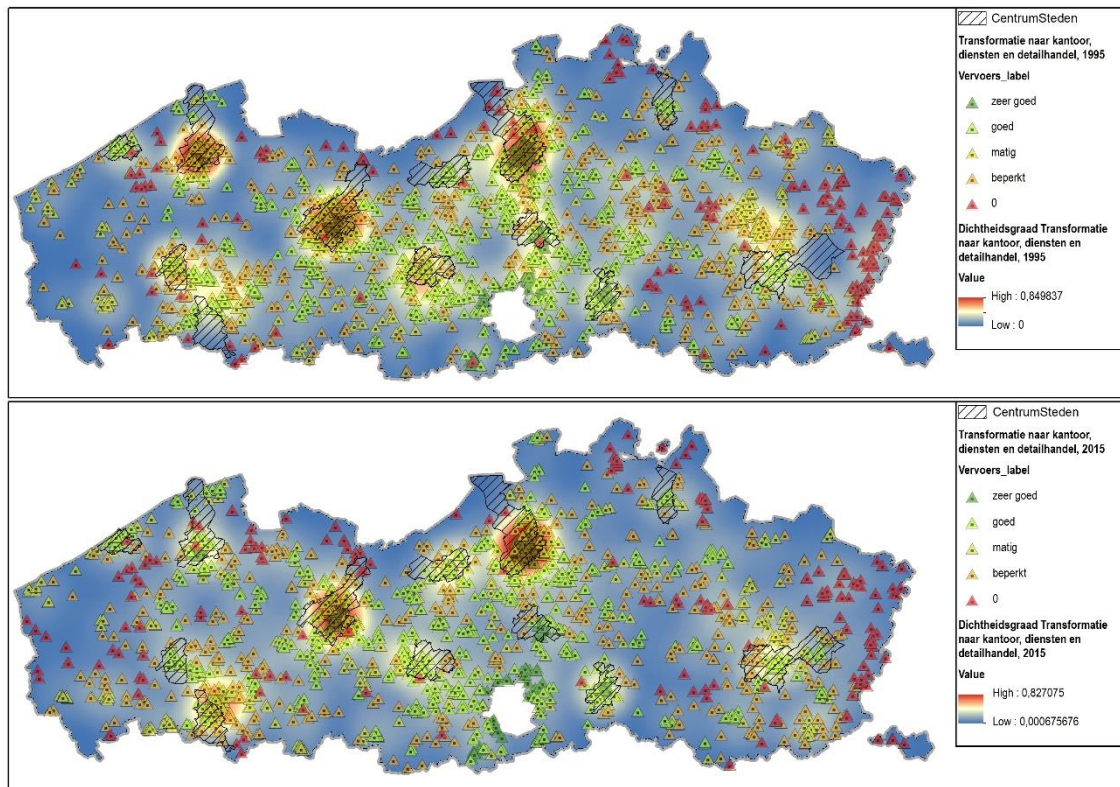 CentrumSteden
Transformatie naar kantoor,
diensten en detailhandel, 1995
Vervoers_label
zeer goed
goed
matig
beperkt
0
Dichtheidsgraad Transformatie
naar kantoor, diensten en
detailhandel, 1995
Value
High : 0,849837
Low : 0
CentrumSteden
Transformatie naar kantoor,
diensten en detailhandel, 2015
Vervoers_label
zeer goed
goed
matig
beperkt
0
Dichtheidsgraad Transformatie
naar kantoor, diensten en
detailhandel, 2015
Value
High : 0,827075
Low : 0,000675676